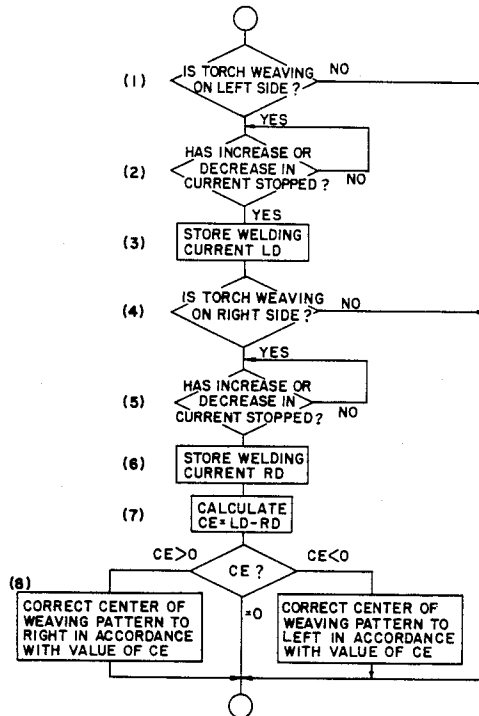 (1)
IS TORCH WEAVING
ON LEFT SIDE?
NO
YES
(2)
HAS INCREASE OR
DECREASE IN
CURRENT STOPPED?
NO
YES
(3)
STORE WELDING
CURRENT LD
(4)
IS TORCH WEAVING
ON RIGHT SIDE?
NO
YES
(5)
HAS INCREASE OR
DECREASE IN
CURRENT STOPPED?
NO
(6)
STORE WELDING
CURRENT RD
(7)
CALCULATE
CE=LD-RD
CE>0
CE?
CE<0
=0
(8)
CORRECT CENTER OF
WEAVING PATTERN TO
RIGHT IN ACCORDANCE
WITH VALUE OF CE
CORRECT CENTER OF
WEAVING PATTERN TO
LEFT IN ACCORDANCE
WITH VALUE OF CE